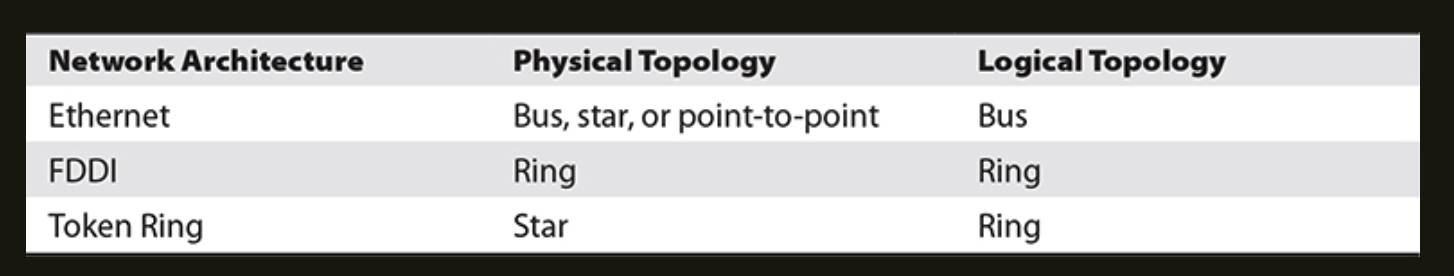 Network Architecture Physical Topology Logical Topology
Ethernet Bus, star, or point-to-point Bus
FDDI Ring Ring
Token Ring Star Ring